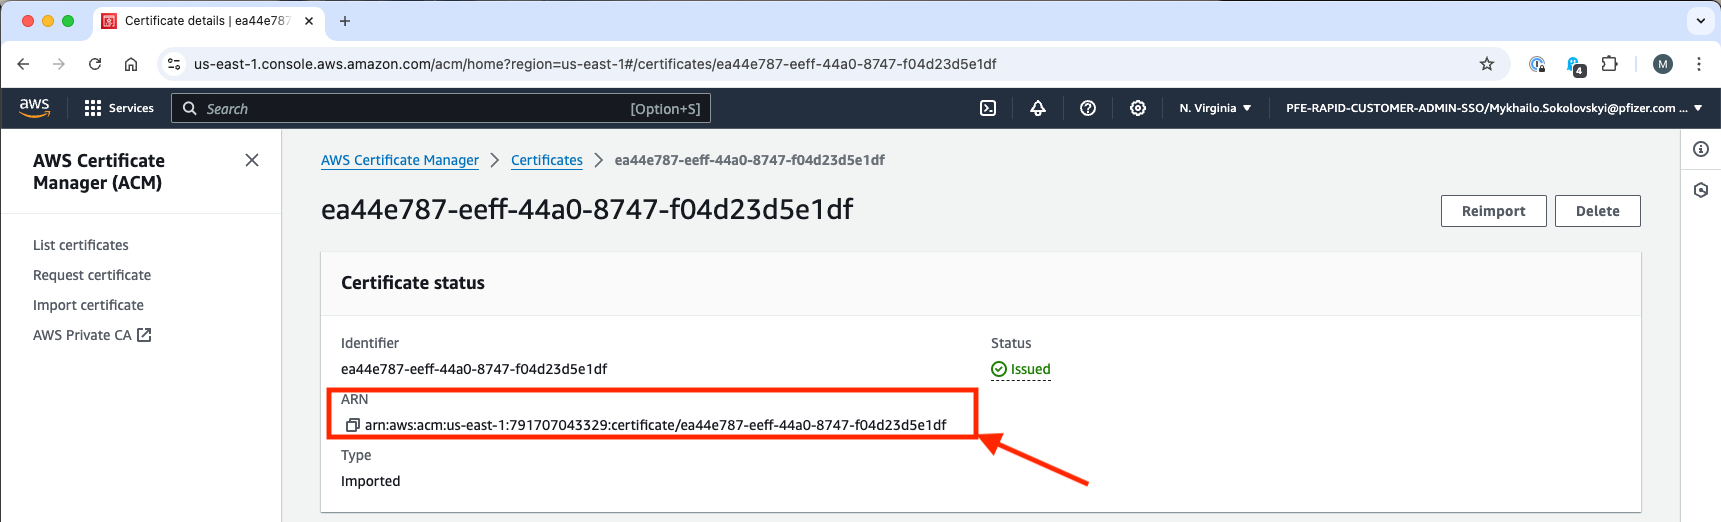 Certificate details | ea44e787
us-east-1.console.aws.amazon.com/acm/home?region=us-east-1#/certificates/ea44e787-eeff-44a0-8747-f04d23d5e1df
4
M
aws
Services
Search
[Option+S]
N. Virginia
PFE-RAPID-CUSTOMER-ADMIN-SSO/Mykhailo.Sokolovskyi@pfizer.com ...
AWS Certificate
Manager (ACM)
List certificates
Request certificate
Import certificate
AWS Private CA
AWS Certificate Manager
Certificates
ea44e787-eeff-44a0-8747-f04d23d5e1df
ea44e787-eeff-44a0-8747-f04d23d5e1df
Reimport
Delete
Certificate status
Identifier
ea44e787-eeff-44a0-8747-f04d23d5e1df
Status
Issued
ARN
arn:aws:acm:us-east-1:791707043329:certificate/ea44e787-eeff-44a0-8747-f04d23d5e1df
Type
Imported